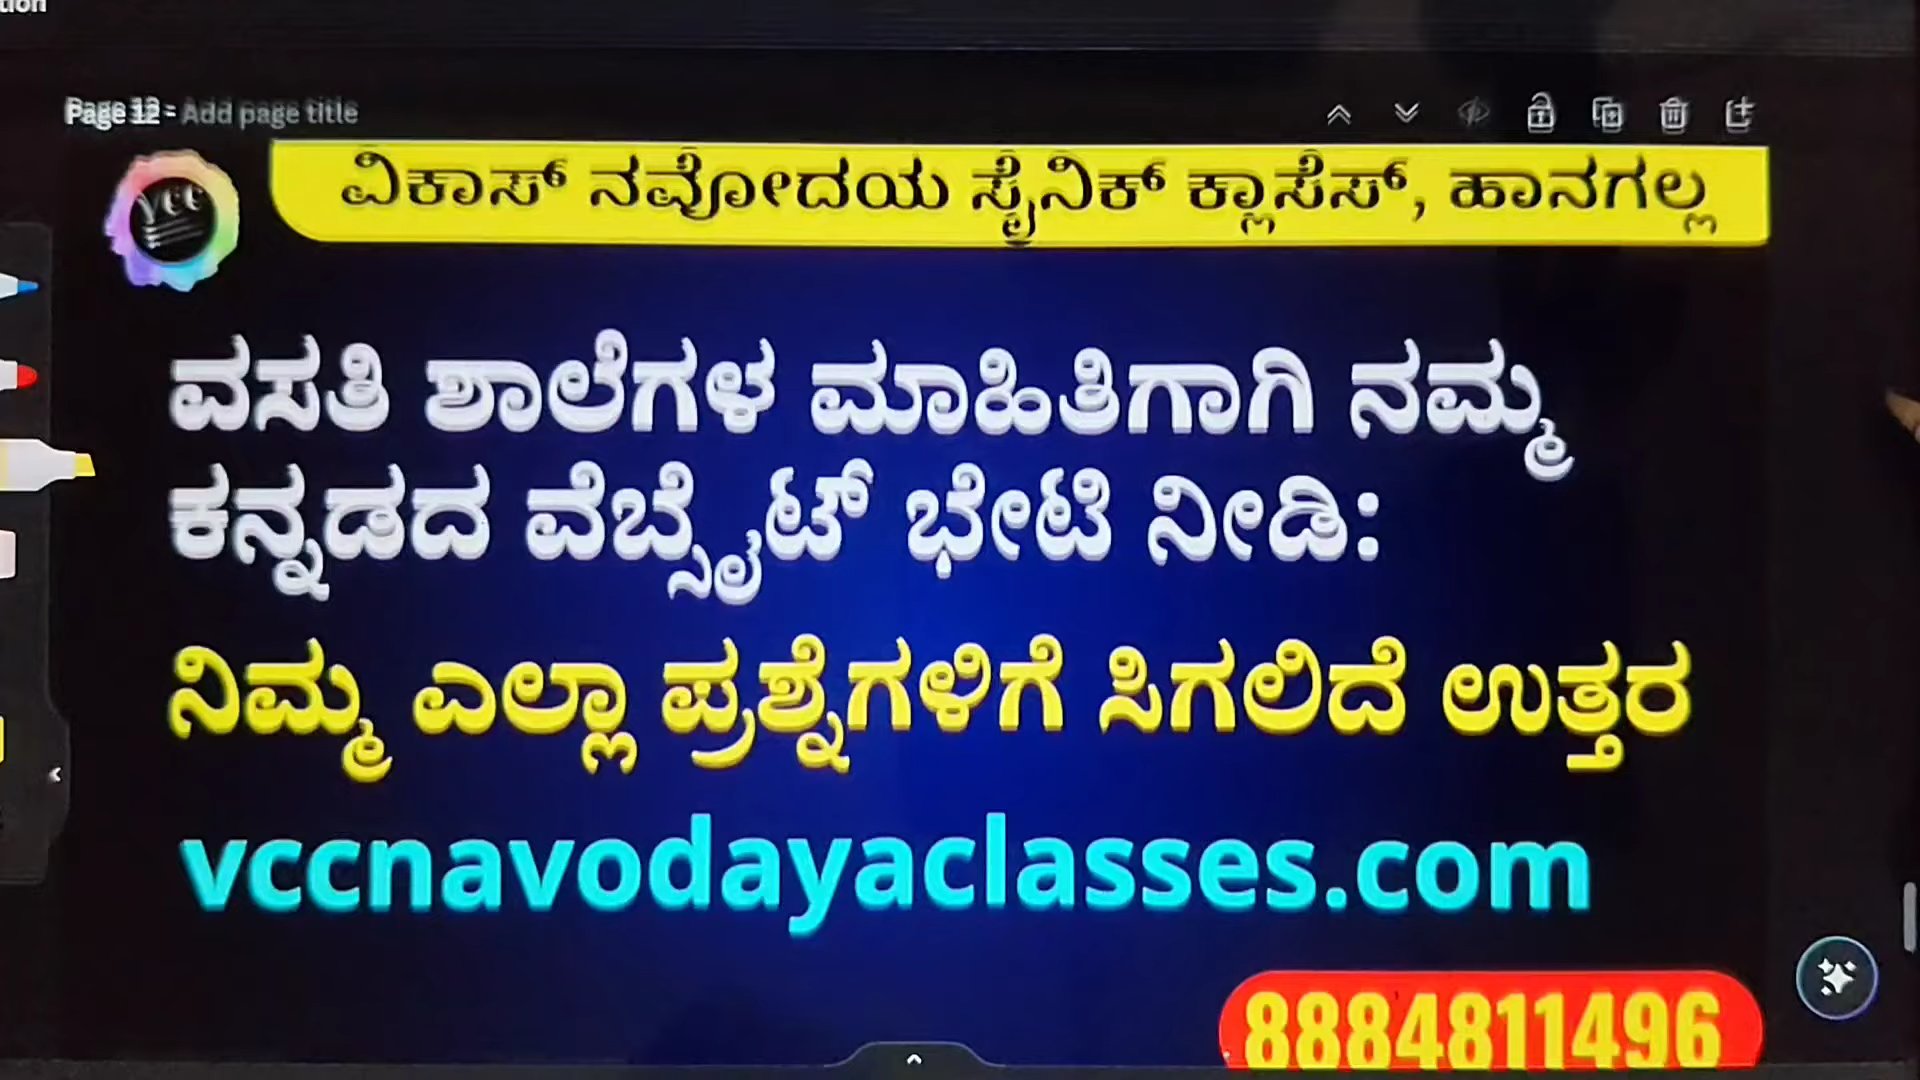 Page 12 - Add page title
ವಿಕಾಸ್ ನವೋದಯ ಸೈನಿಕ್ ಕ್ಲಾಸೆಸ್, ಹಾನಗಲ್ಲ
VCC
ವಸತಿ ಶಾಲೆಗಳ ಮಾಹಿತಿಗಾಗಿ ನಮ್ಮ
ಕನ್ನಡದ ವೆಬ್ಸೈಟ್ ಭೇಟಿ ನೀಡಿ:
ನಿಮ್ಮ ಎಲ್ಲಾ ಪ್ರಶ್ನೆಗಳಿಗೆ ಸಿಗಲಿದೆ ಉತ್ತರ
vccnavodayaclasses.com
8884811496